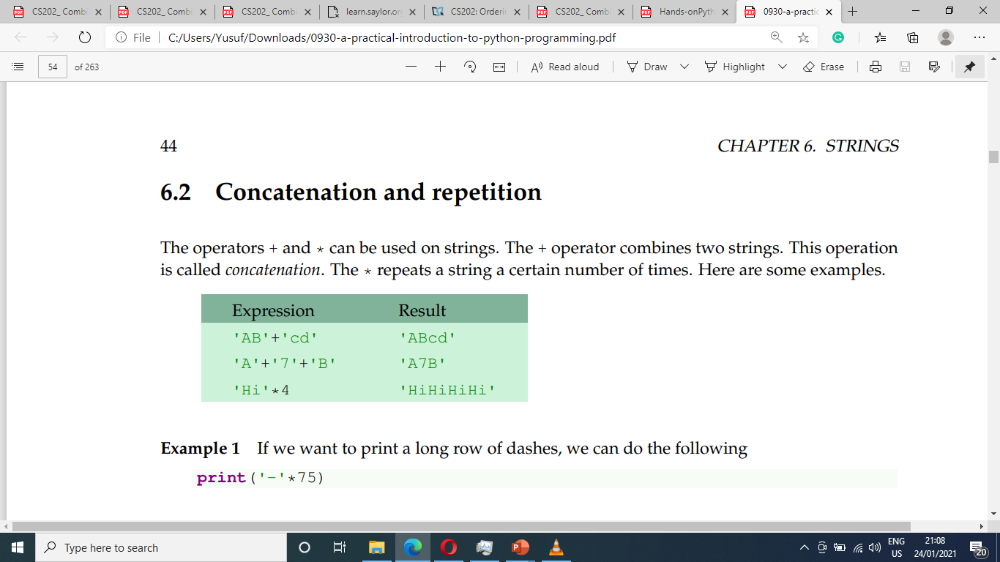 CS202_ Combi
CS202_ Combi
CS202_ Combi
learn.saylor.or
CS202: Orderi
CS202_ Combi
Hands-onPyth
0930-a-practic
File
C:/Users/Yusuf/Downloads/0930-a-practical-introduction-to-python-programming.pdf
54 of 263
Read aloud
Draw
Highlight
Erase
44 CHAPTER 6. STRINGS
6.2 Concatenation and repetition
The operators + and * can be used on strings. The + operator combines two strings. This operation
is called concatenation. The * repeats a string a certain number of times. Here are some examples.
Expression Result
'AB'+'cd' 'ABcd'
'A'+'7'+'B' 'A7B'
'Hi'*4 'HiHiHiHi'
Example 1 If we want to print a long row of dashes, we can do the following
print('-'*75)
Type here to search
ENG
US
21:08
24/01/2021
20